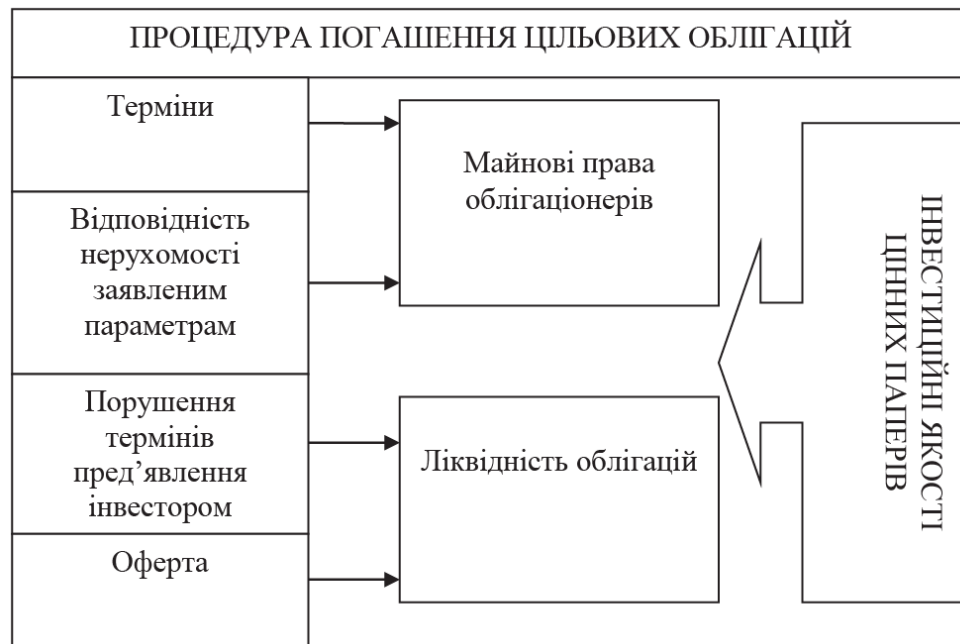 ПРОЦЕДУРА ПОГАШЕННЯ ЦІЛЬОВИХ ОБЛІГАЦІЙ
Терміни
Відповідність
нерухомості
заявленим
параметрам
Порушення
термінів
пред’явлення
інвестором
Оферта
Майнові права
облігаціонерів
Ліквідність облігацій
ІНВЕСТИЦІЙНІ ЯКОСТІ
ЦІННИХ ПАПЕРІВ